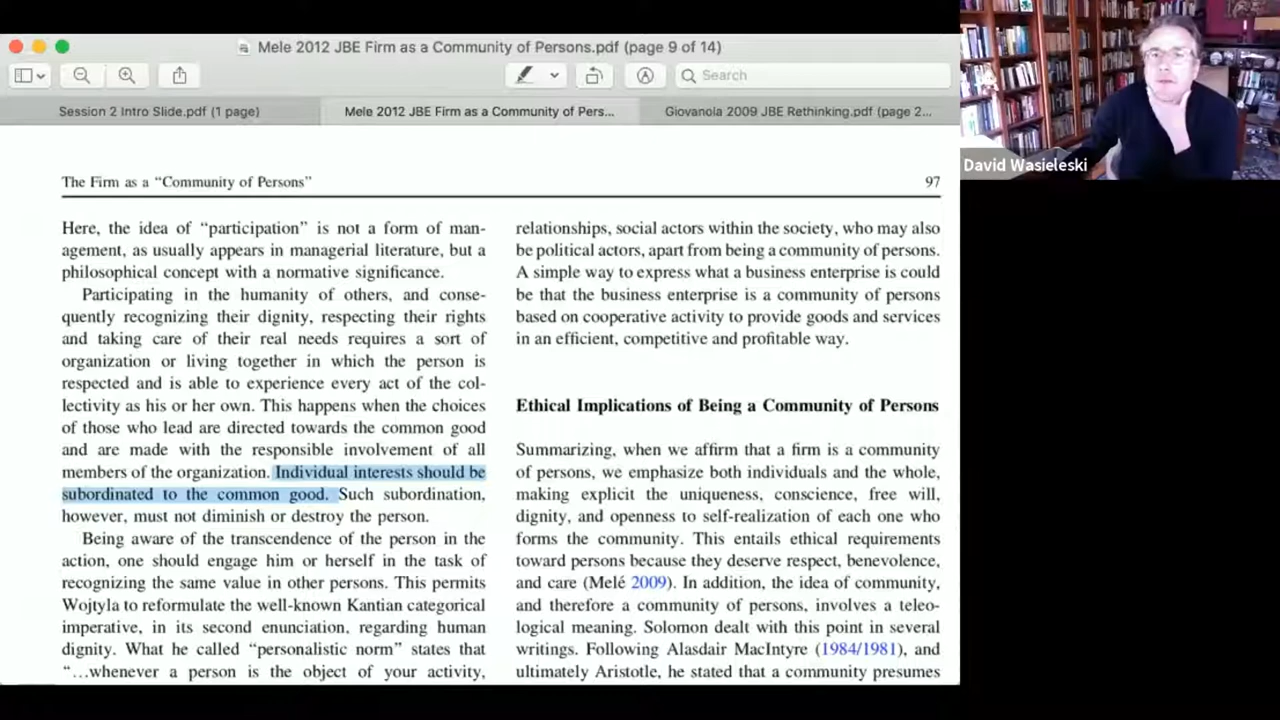 Mele 2012 JBE Firm as a Community of Persons.pdf (page 9 of 14)
Search
Session 2 Intro Slide.pdf (1 page)
Mele 2012 JBE Firm as a Community of Pers...
Giovanola 2009 JBE Rethinking.pdf (page 2...
David Wasieleski
The Firm as a “Community of Persons”
97
Here, the idea of “participation” is not a form of man-
agement, as usually appears in managerial literature, but a
philosophical concept with a normative significance.
Participating in the humanity of others, and conse-
quently recognizing their dignity, respecting their rights
and taking care of their real needs requires a sort of
organization or living together in which the person is
respected and is able to experience every act of the col-
lectivity as his or her own. This happens when the choices
of those who lead are directed towards the common good
and are made with the responsible involvement of all
members of the organization. Individual interests should be
subordinated to the common good. Such subordination,
however, must not diminish or destroy the person.
Being aware of the transcendence of the person in the
action, one should engage him or herself in the task of
recognizing the same value in other persons. This permits
Wojtyla to reformulate the well-known Kantian categorical
imperative, in its second enunciation, regarding human
dignity. What he called “personalistic norm” states that
“…whenever a person is the object of your activity,
relationships, social actors within the society, who may also
be political actors, apart from being a community of persons.
A simple way to express what a business enterprise is could
be that the business enterprise is a community of persons
based on cooperative activity to provide goods and services
in an efficient, competitive and profitable way.
Ethical Implications of Being a Community of Persons
Summarizing, when we affirm that a firm is a community
of persons, we emphasize both individuals and the whole,
making explicit the uniqueness, conscience, free will,
dignity, and openness to self-realization of each one who
forms the community. This entails ethical requirements
toward persons because they deserve respect, benevolence,
and care (Melé 2009). In addition, the idea of community,
and therefore a community of persons, involves a teleo-
logical meaning. Solomon dealt with this point in several
writings. Following Alasdair MacIntyre (1984/1981), and
ultimately Aristotle, he stated that a community presumes